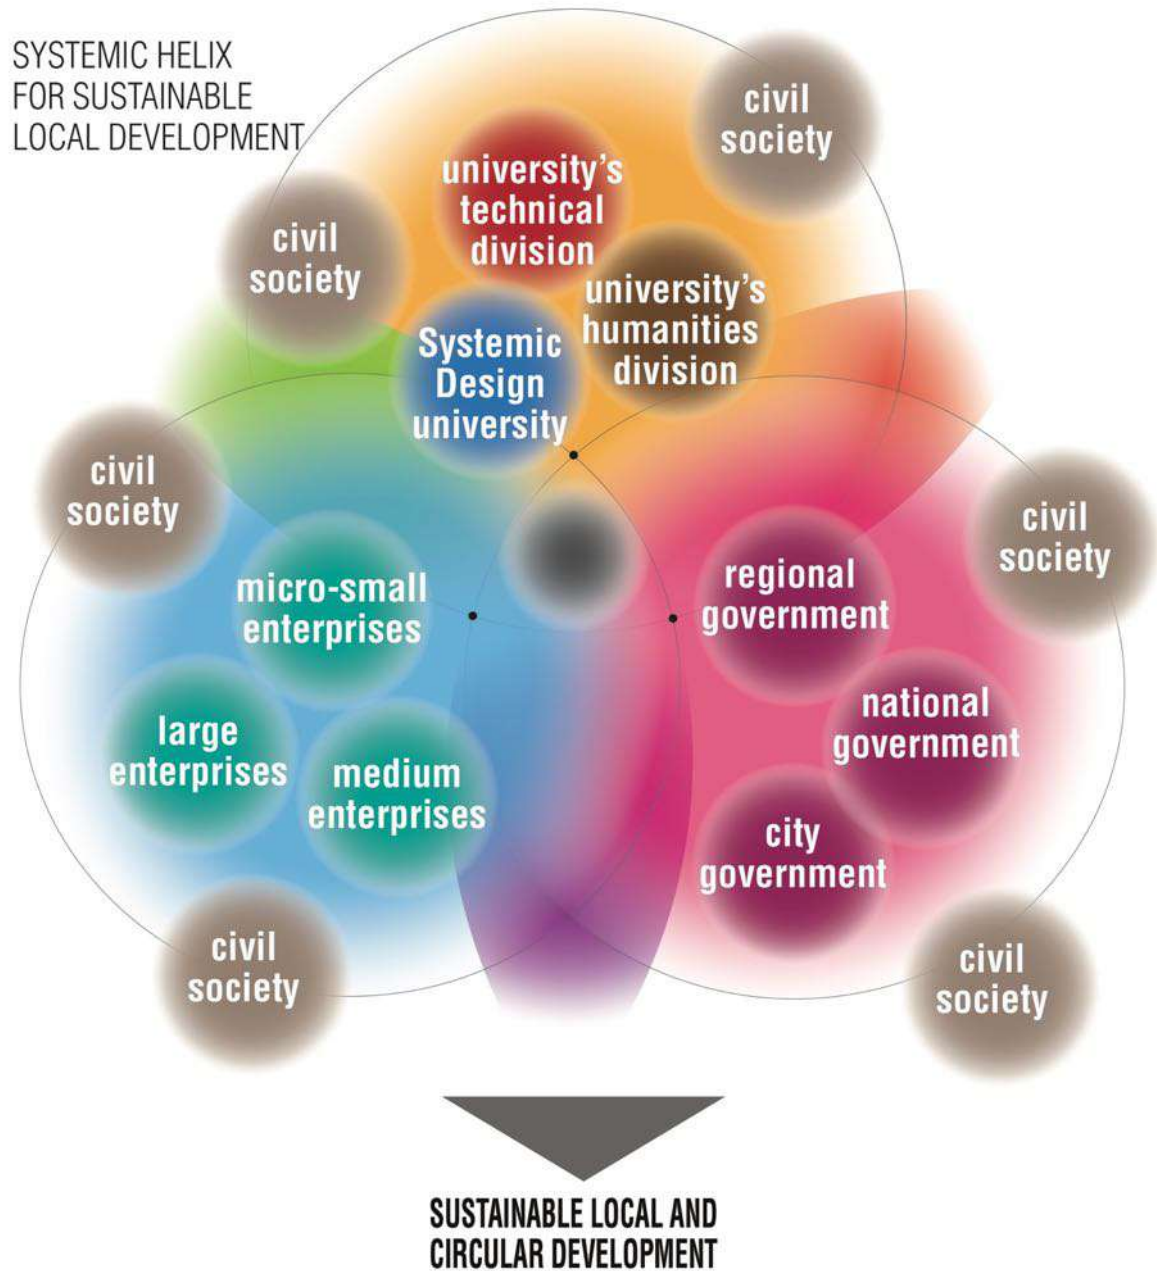 SYSTEMIC HELIX
FOR SUSTAINABLE
LOCAL DEVELOPMENT
civil
society
university's
technical
division
civil
society
university's
humanities
division
Systemic
Design
university
civil
society
civil
society
micro-small
enterprises
regional
government
large
enterprises
national
government
medium
enterprises
city
government
civil
society
civil
society
SUSTAINABLE LOCAL AND
CIRCULAR DEVELOPMENT